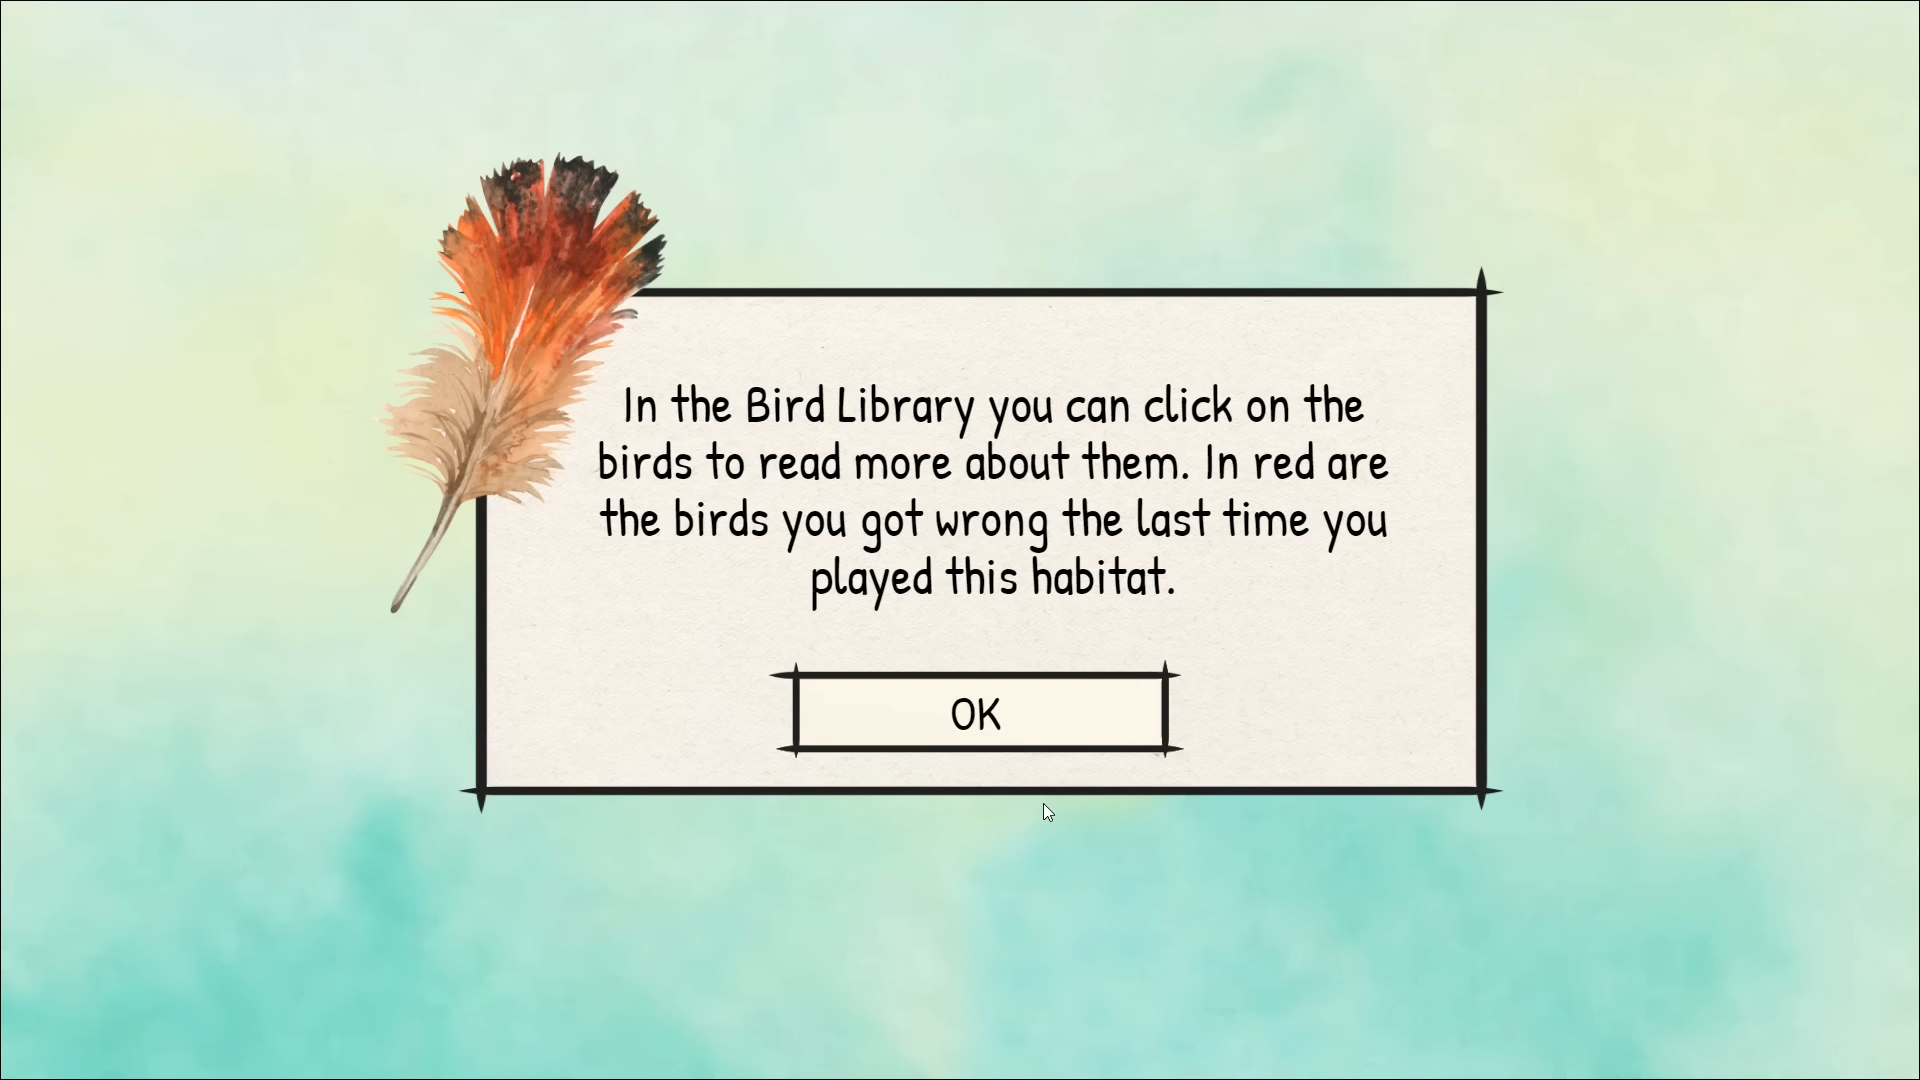 In the Bird Library you can click on the
birds to read more about them. In red are
the birds you got wrong the last time you
played this habitat.
OK